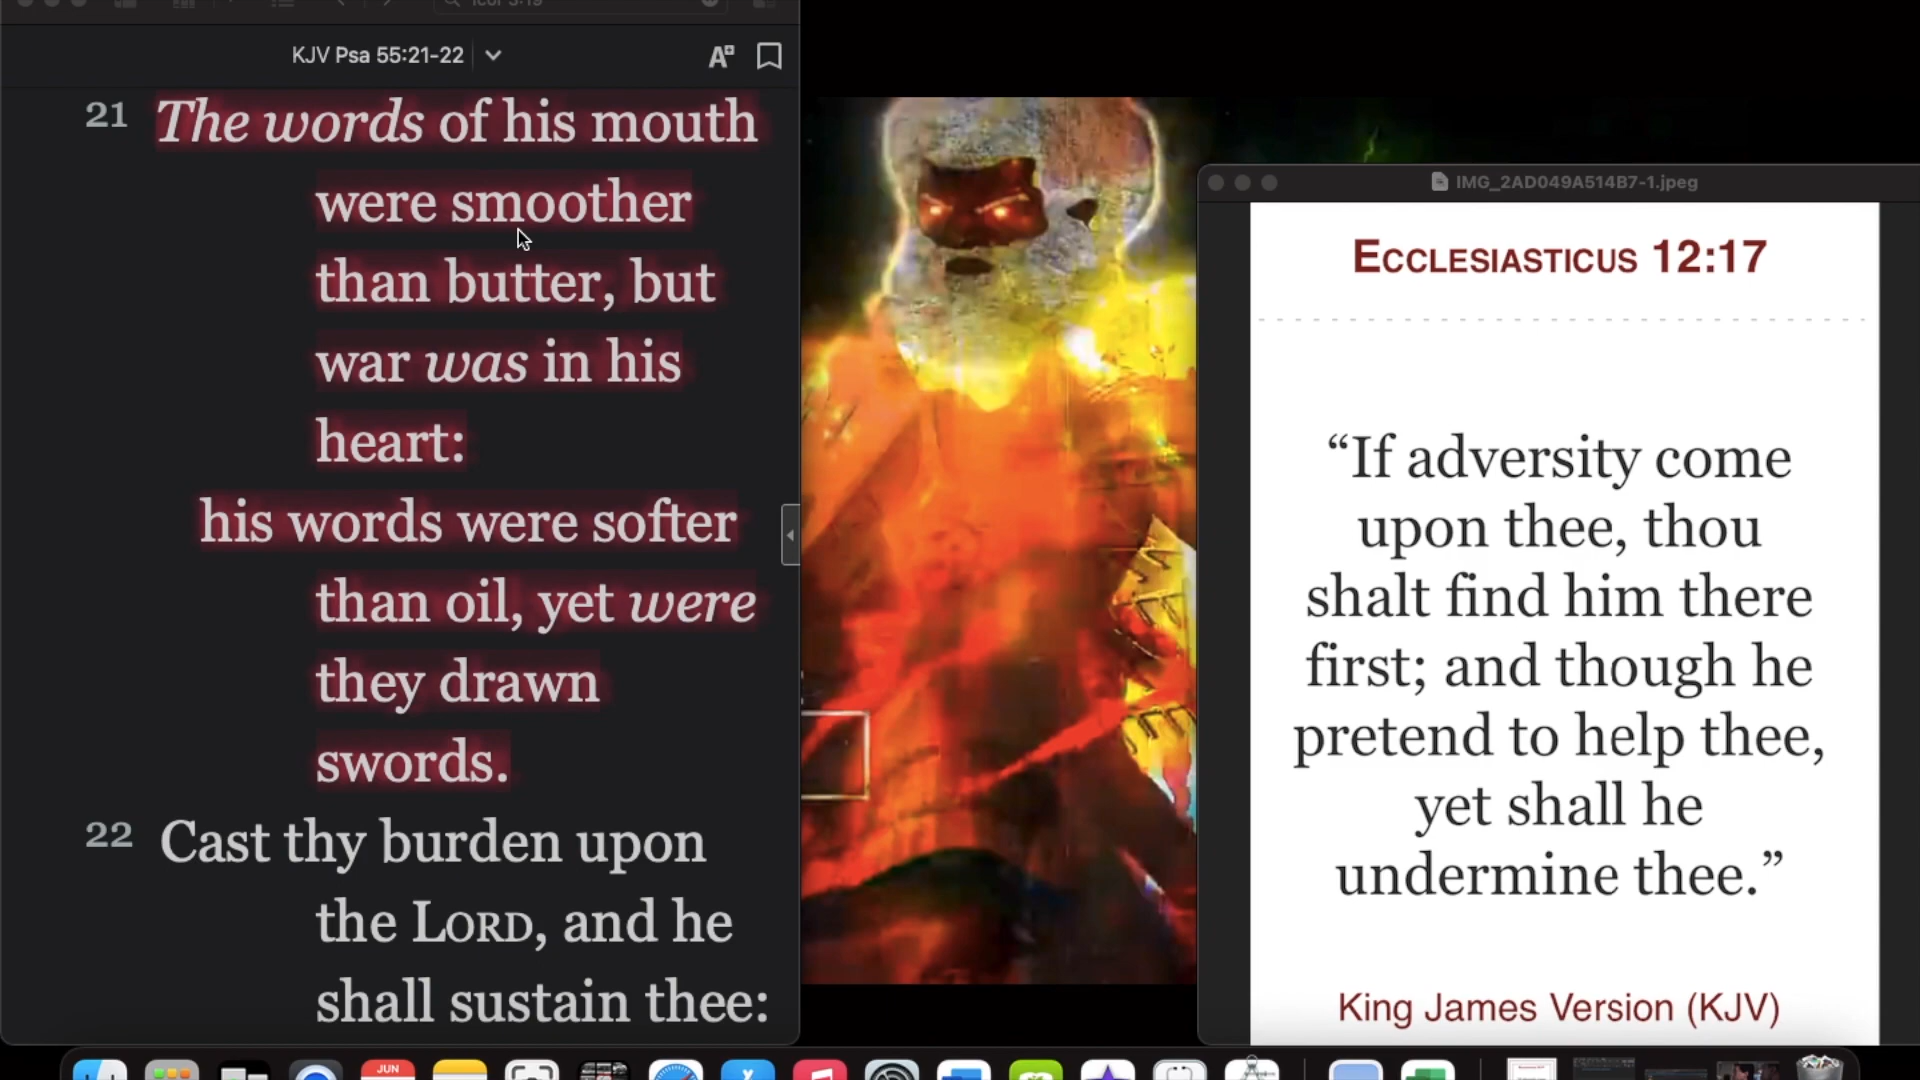 1cor 3:19
KJV Psa 55:21-22
21 The words of his mouth
were smoother
than butter, but
war was in his
heart:
his words were softer
than oil, yet were
they drawn
swords.
22 Cast thy burden upon
the LORD, and he
shall sustain thee:
IMG_2AD049A514B7-1.jpeg
ECCLESIASTICUS 12:17
“If adversity come
upon thee, thou
shalt find him there
first; and though he
pretend to help thee,
yet shall he
undermine thee.”
King James Version (KJV)
JUN